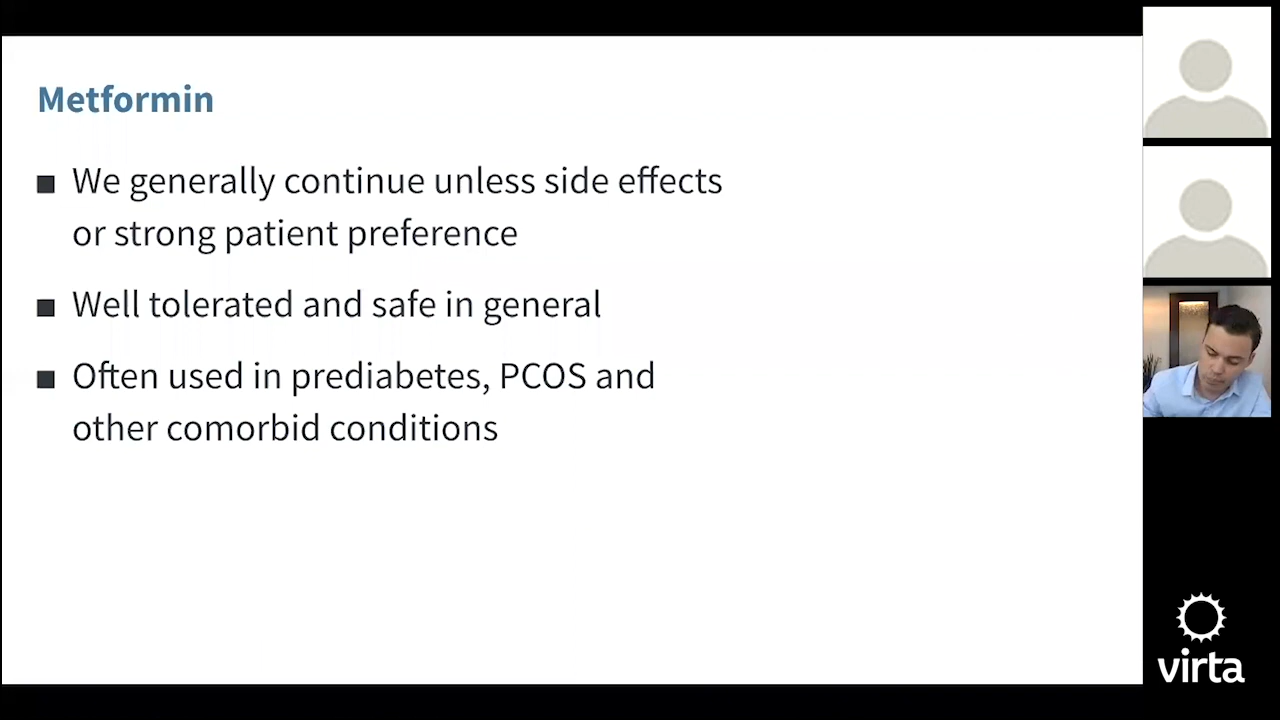 Metformin
■ We generally continue unless side effects
or strong patient preference
■ Well tolerated and safe in general
■ Often used in prediabetes, PCOS and
other comorbid conditions
virta